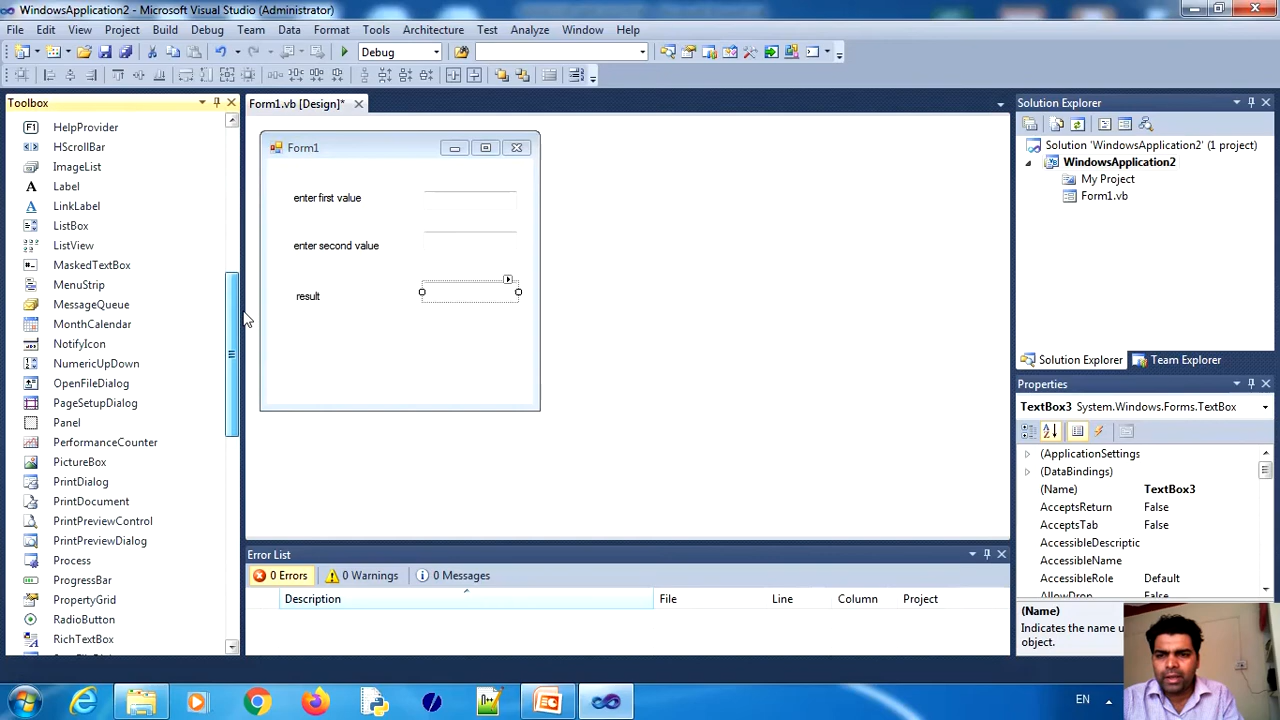 WindowsApplication2 - Microsoft Visual Studio (Administrator)
File Edit View Project Build Debug Team Data Format Tools Architecture Test Analyze Window Help
Debug
Toolbox
HelpProvider
HScrollBar
ImageList
Label
LinkLabel
ListBox
ListView
MaskedTextBox
MenuStrip
MessageQueue
MonthCalendar
NotifyIcon
NumericUpDown
OpenFileDialog
PageSetupDialog
Panel
PerformanceCounter
PictureBox
PrintDialog
PrintDocument
PrintPreviewControl
PrintPreviewDialog
Process
ProgressBar
PropertyGrid
RadioButton
RichTextBox
Form1.vb [Design]*
Form1
enter first value
enter second value
result
Error List
0 Errors 0 Warnings 0 Messages
Description File Line Column Project
Solution Explorer
Solution 'WindowsApplication2' (1 project)
WindowsApplication2
My Project
Form1.vb
Solution Explorer Team Explorer
Properties
TextBox3 System.Windows.Forms.TextBox
(ApplicationSettings
(DataBindings)
(Name) TextBox3
AcceptsReturn False
AcceptsTab False
AccessibleDescriptic
AccessibleName
AccessibleRole Default
AllowDrop False
(Name)
Indicates the name u
object.
EN